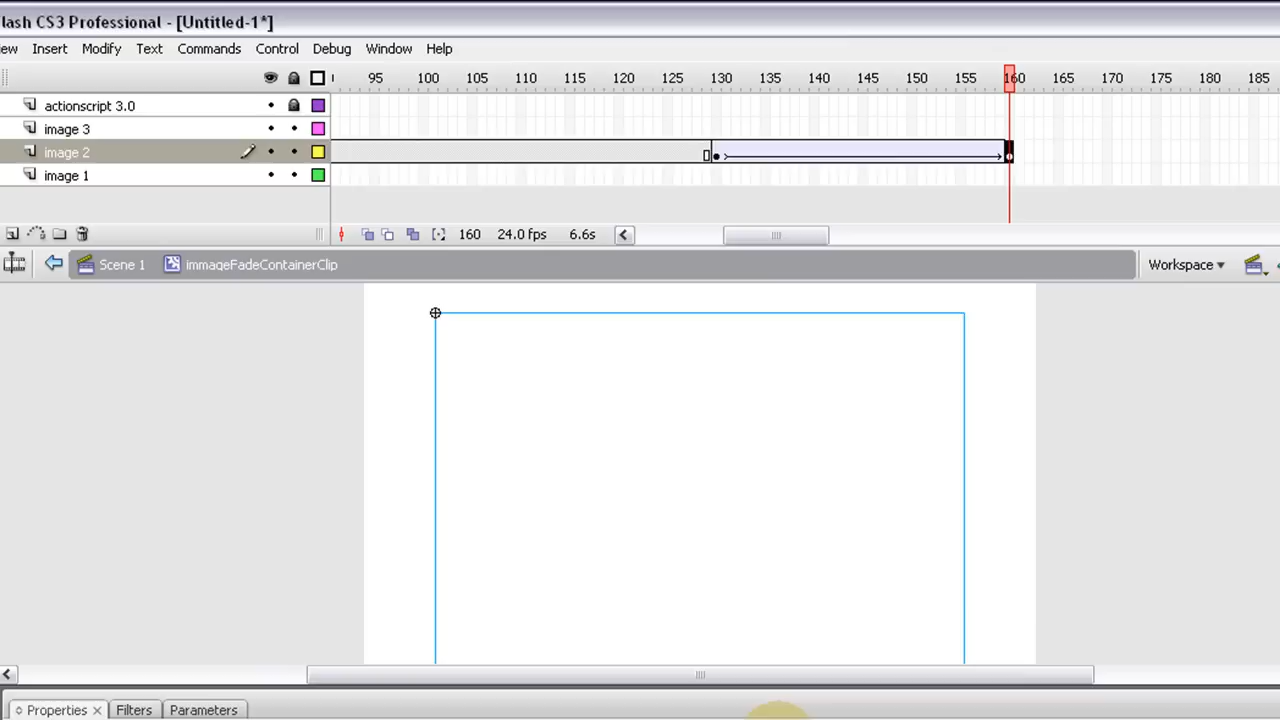 lash CS3 Professional - [Untitled-1*]
ew Insert Modify Text Commands Control Debug Window Help
95 100 105 110 115 120 125 130 135 140 145 150 155 160 165 170 175 180 185
actionscript 3.0
image 3
image 2
image 1
160 24.0 fps 6.6s
Scene 1 immageFadeContainerClip Workspace
Properties x Filters Parameters